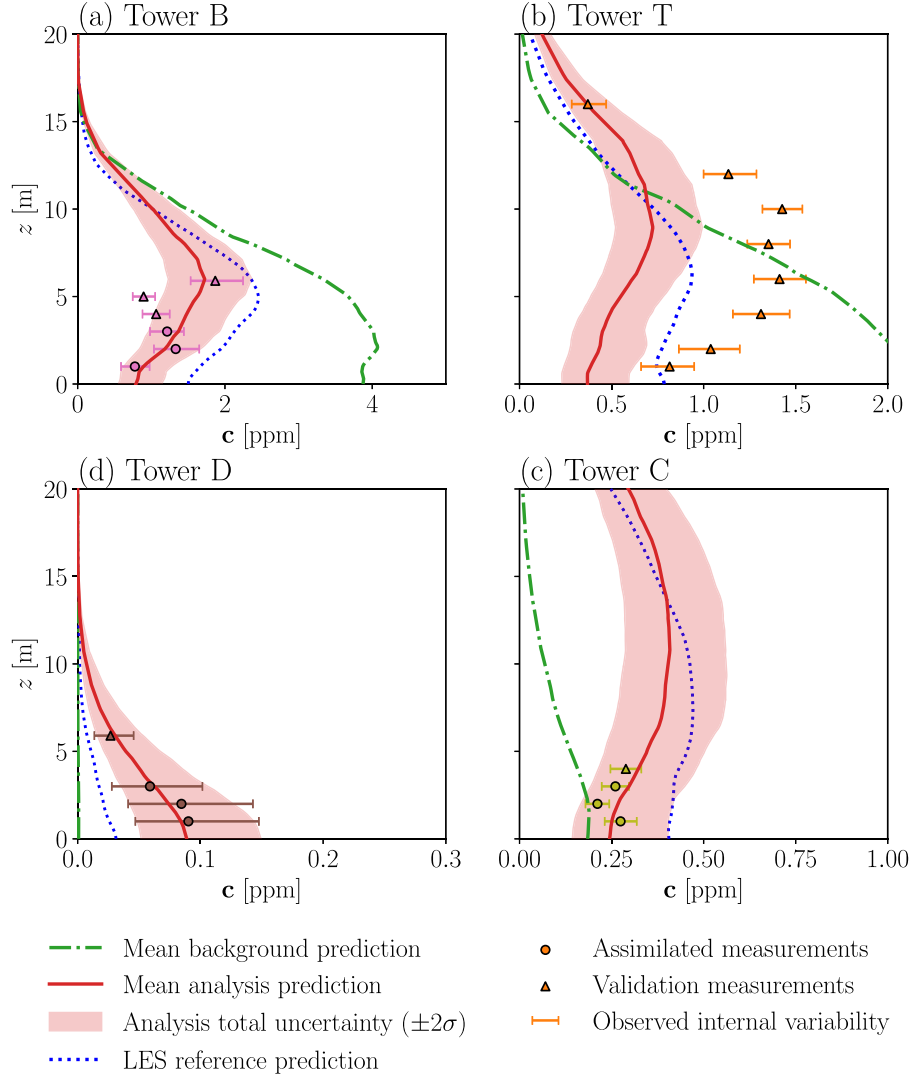 (a) Tower B
(b) Tower T
20
15
10
5
0
z [m]
0
2
4
c [ppm]
0.0
0.5
1.0
1.5
2.0
c [ppm]
(d) Tower D
(c) Tower C
20
15
10
5
0
z [m]
0.0
0.1
0.2
0.3
c [ppm]
0.00
0.25
0.50
0.75
1.00
c [ppm]
Mean background prediction
Mean analysis prediction
Analysis total uncertainty (±2σ)
LES reference prediction
Assimilated measurements
Validation measurements
Observed internal variability